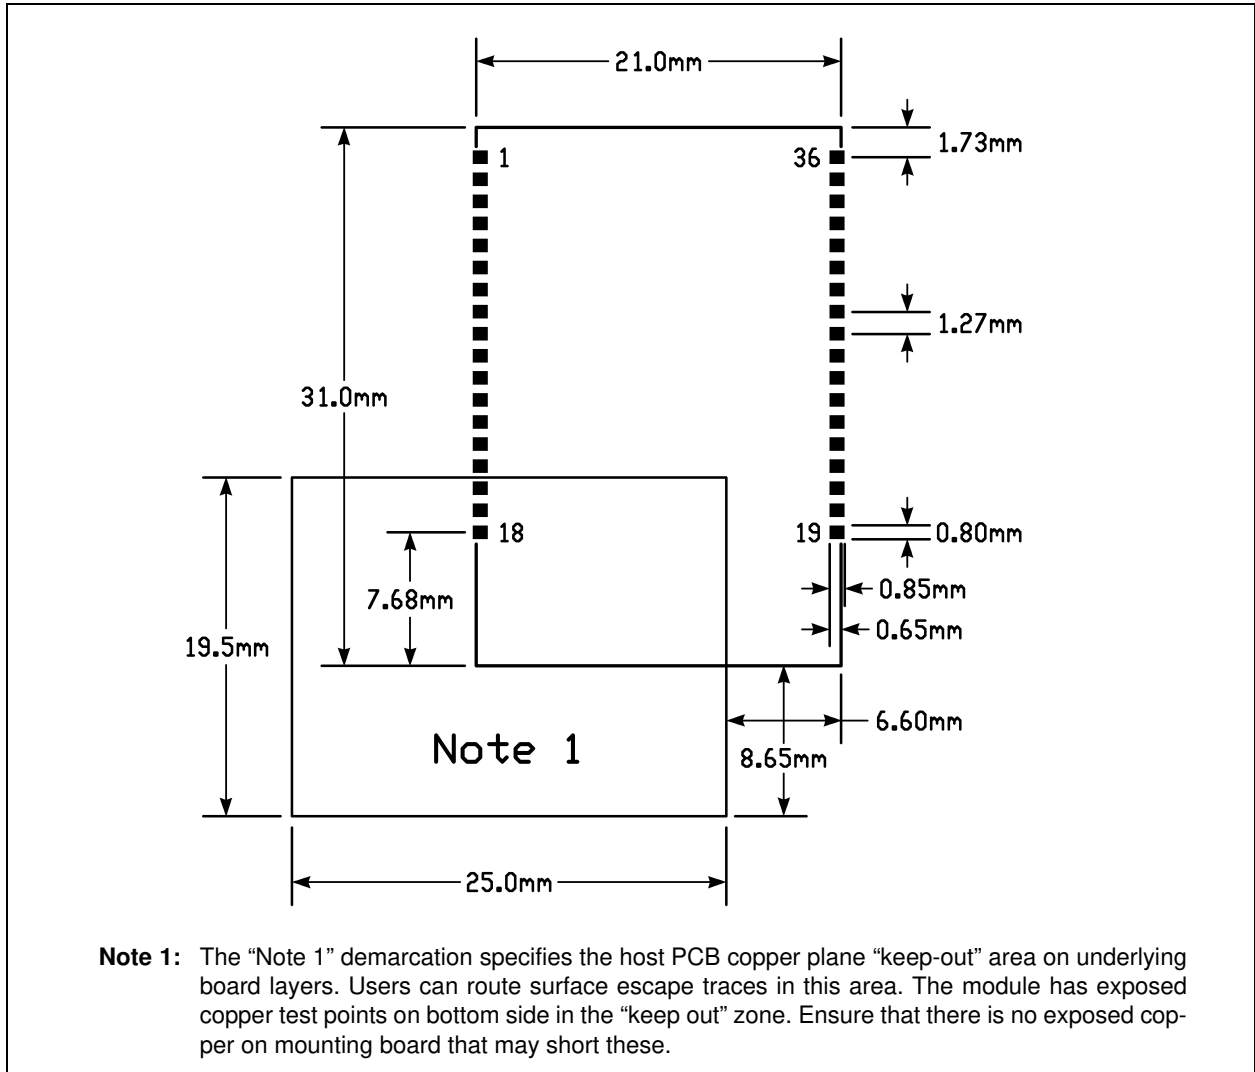 21.0mm
1.73mm
1
36
1.27mm
31.0mm
18
19
0.80mm
0.85mm
7.68mm
0.65mm
19.5mm
6.60mm
Note 1
8.65mm
25.0mm
Note 1: The “Note 1” demarcation specifies the host PCB copper plane “keep-out” area on underlying
board layers. Users can route surface escape traces in this area. The module has exposed
copper test points on bottom side in the “keep out” zone. Ensure that there is no exposed cop-
per on mounting board that may short these.